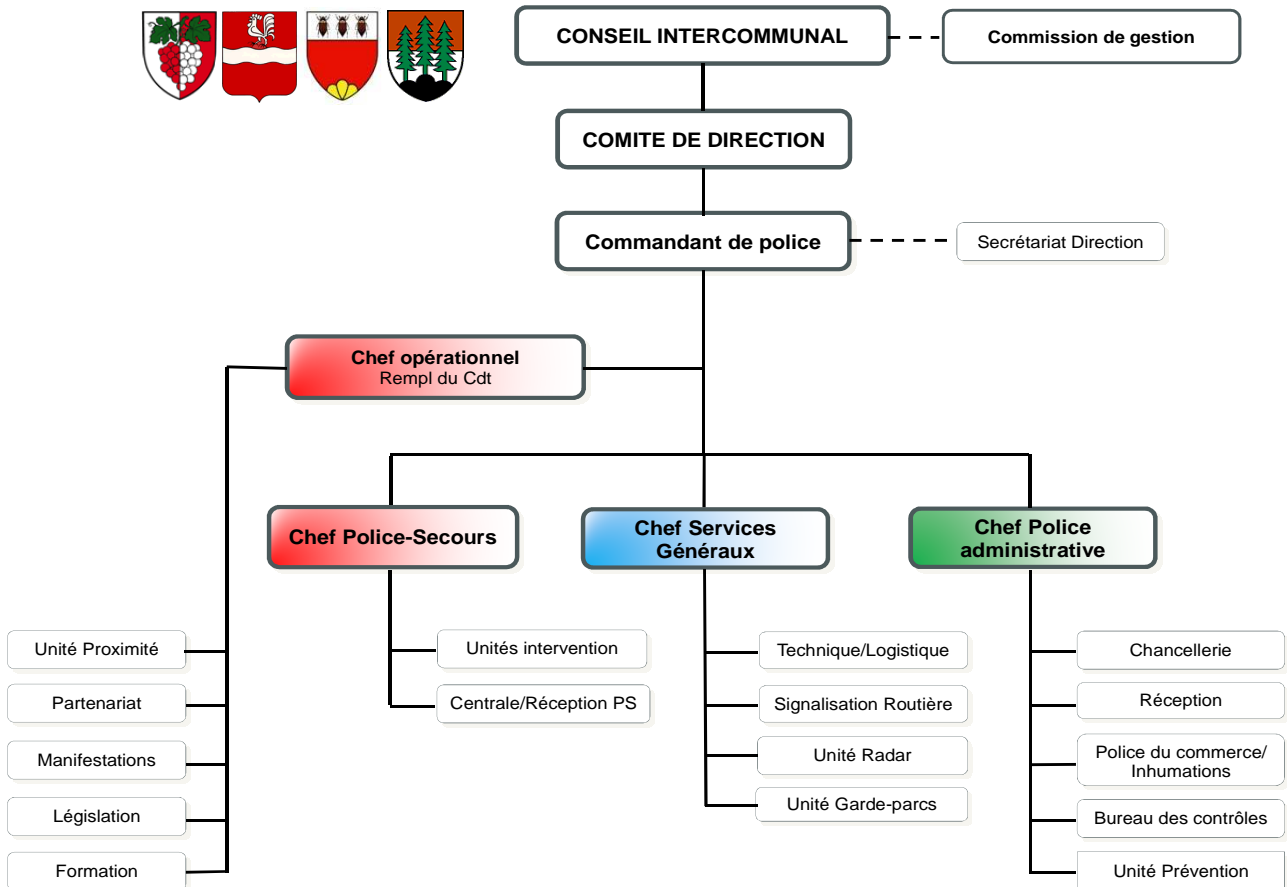 CONSEIL INTERCOMMUNAL
Commission de gestion
COMITE DE DIRECTION
Commandant de police
Secrétariat Direction
Chef opérationnel
Rempl du Cdt
Chef Police-Secours
Chef Services
Généraux
Chef Police
administrative
Unité Proximité
Partenariat
Manifestations
Législation
Formation
Unités intervention
Centrale/Réception PS
Technique/Logistique
Signalisation Routière
Unité Radar
Unité Garde-parcs
Chancellerie
Réception
Police du commerce/
Inhumations
Bureau des contrôles
Unité Prévention